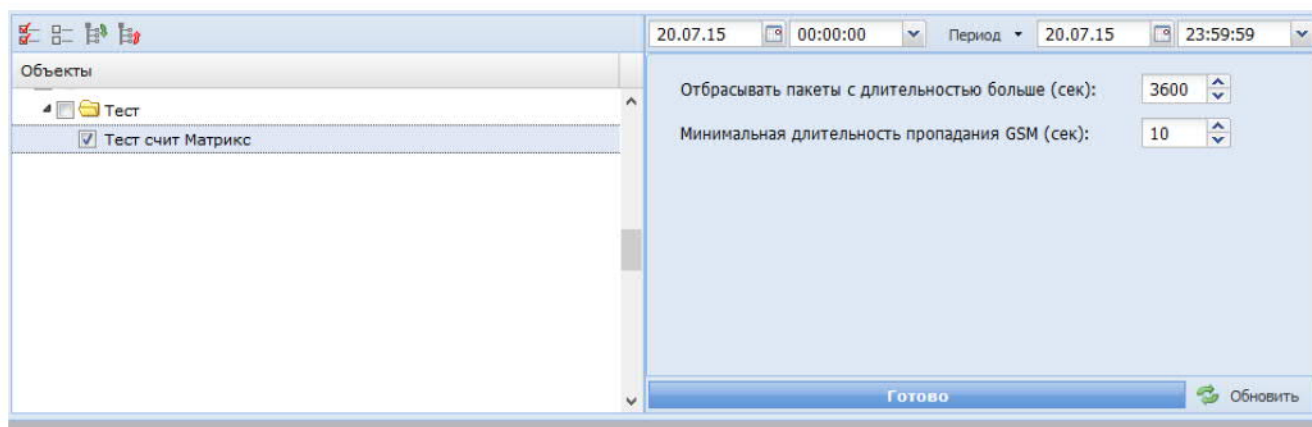 20.07.15 00:00:00 Период 20.07.15 23:59:59
Объекты
Тест
Тест счит Матрикс
Отбрасывать пакеты с длительностью больше (сек): 3600
Минимальная длительность пропадания GSM (сек): 10
Готово
Обновить